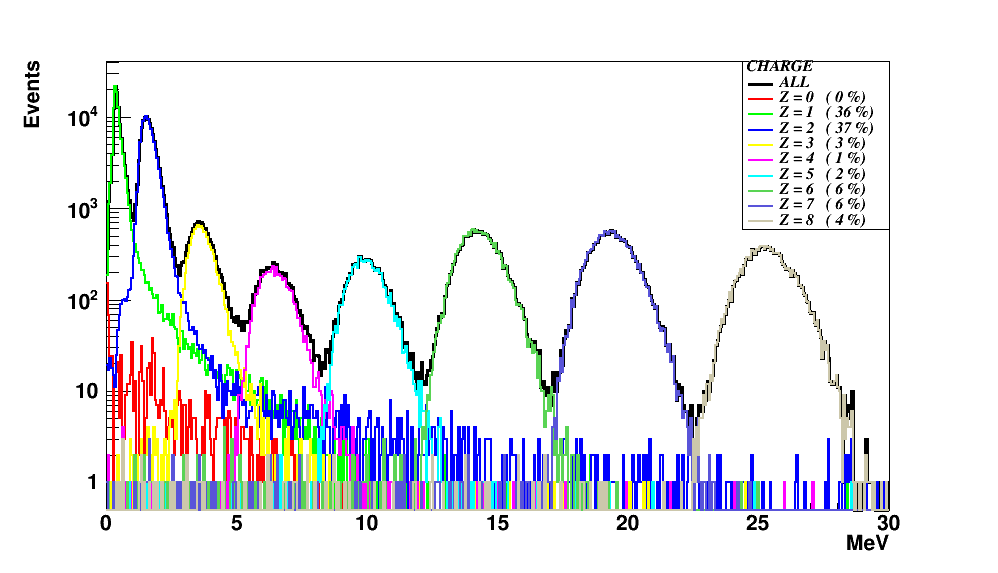 Events
CHARGE
ALL
Z = 0 ( 0 %)
Z = 1 ( 36 %)
Z = 2 ( 37 %)
Z = 3 ( 3 %)
Z = 4 ( 1 %)
Z = 5 ( 2 %)
Z = 6 ( 6 %)
Z = 7 ( 6 %)
Z = 8 ( 4 %)
10⁴
10³
10²
10
1
0 5 10 15 20 25 30
MeV